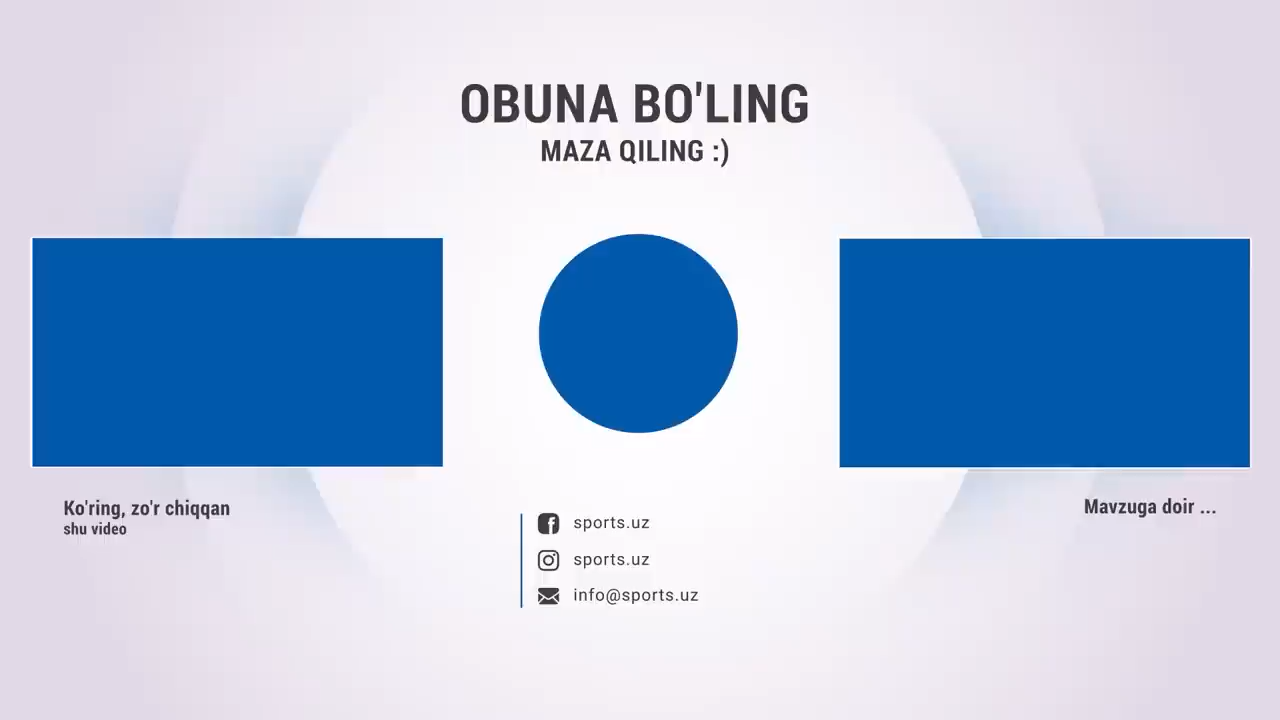 OBUNA BO'LING
MAZA QILING :)
Ko'ring, zo'r chiqqan
shu video
Mavzuga doir ...
sports.uz
sports.uz
info@sports.uz